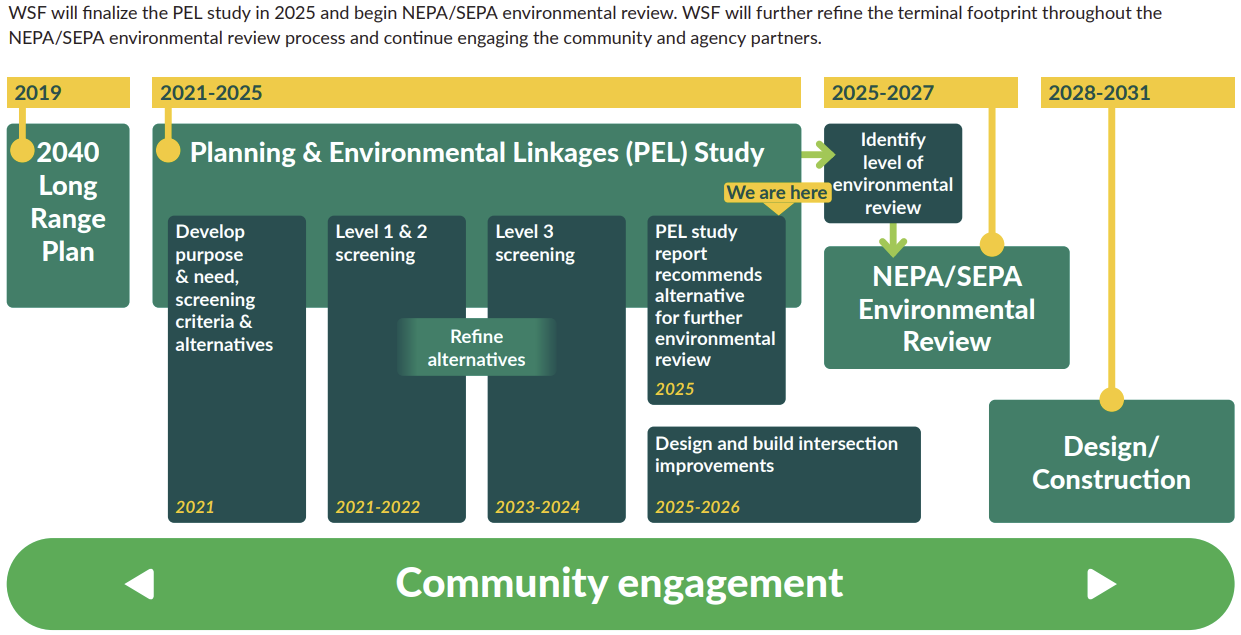 WSF will finalize the PEL study in 2025 and begin NEPA/SEPA environmental review. WSF will further refine the terminal footprint throughout the
NEPA/SEPA environmental review process and continue engaging the community and agency partners.
2019
2021-2025
2025-2027
2028-2031
2040
Long
Range
Plan
Planning & Environmental Linkages (PEL) Study
Identify
level of
environmental
review
We are here
Develop
purpose
& need,
screening
criteria &
alternatives
2021
Level 1 & 2
screening
2021-2022
Refine
alternatives
Level 3
screening
2023-2024
PEL study
report
recommends
alternative
for further
environmental
review
2025
Design and build intersection
improvements
2025-2026
NEPA/SEPA
Environmental
Review
Design/
Construction
Community engagement